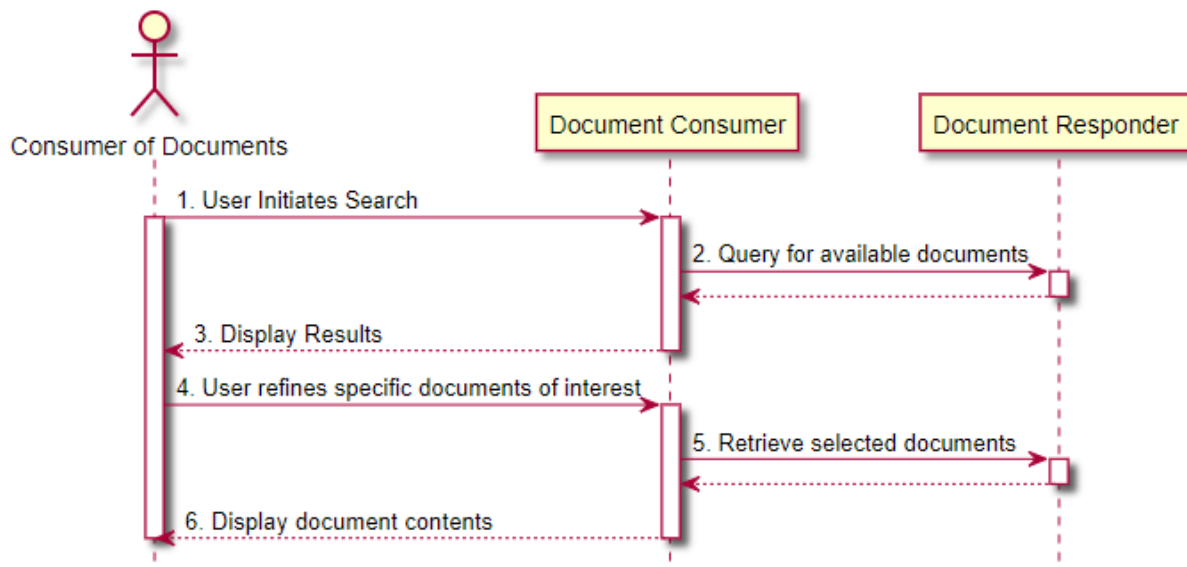 Consumer of Documents
Document Consumer
Document Responder
1. User Initiates Search
2. Query for available documents
3. Display Results
4. User refines specific documents of interest
5. Retrieve selected documents
6. Display document contents